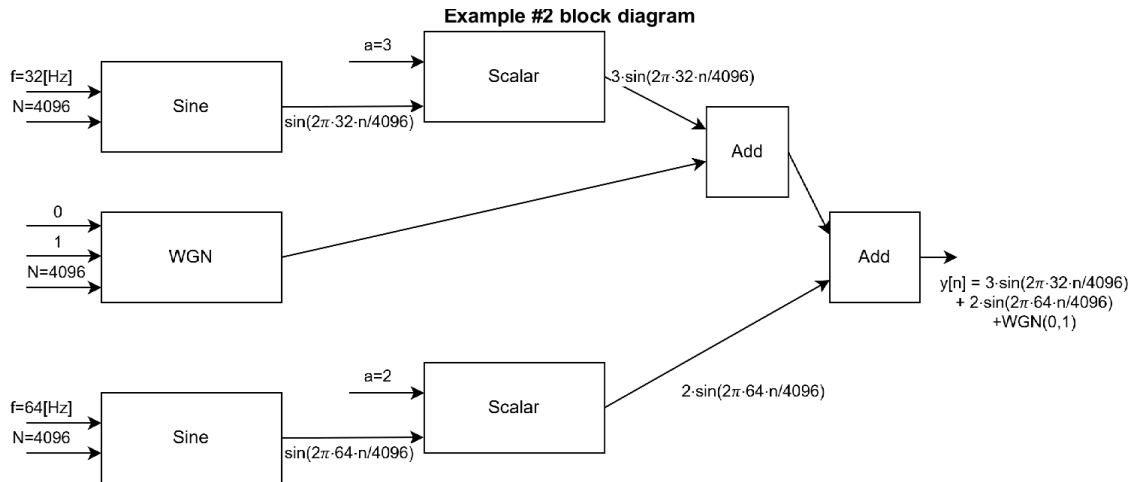 Example #2 block diagram
a=3
Scalar
f=32[Hz]
N=4096
Sine
sin(2π·32·n/4096)
3·sin(2π·32·n/4096)
Add
0
1
N=4096
WGN
Add
y[n] = 3·sin(2π·32·n/4096)
+ 2·sin(2π·64·n/4096)
+WGN(0,1)
a=2
Scalar
2·sin(2π·64·n/4096)
f=64[Hz]
N=4096
Sine
sin(2π·64·n/4096)